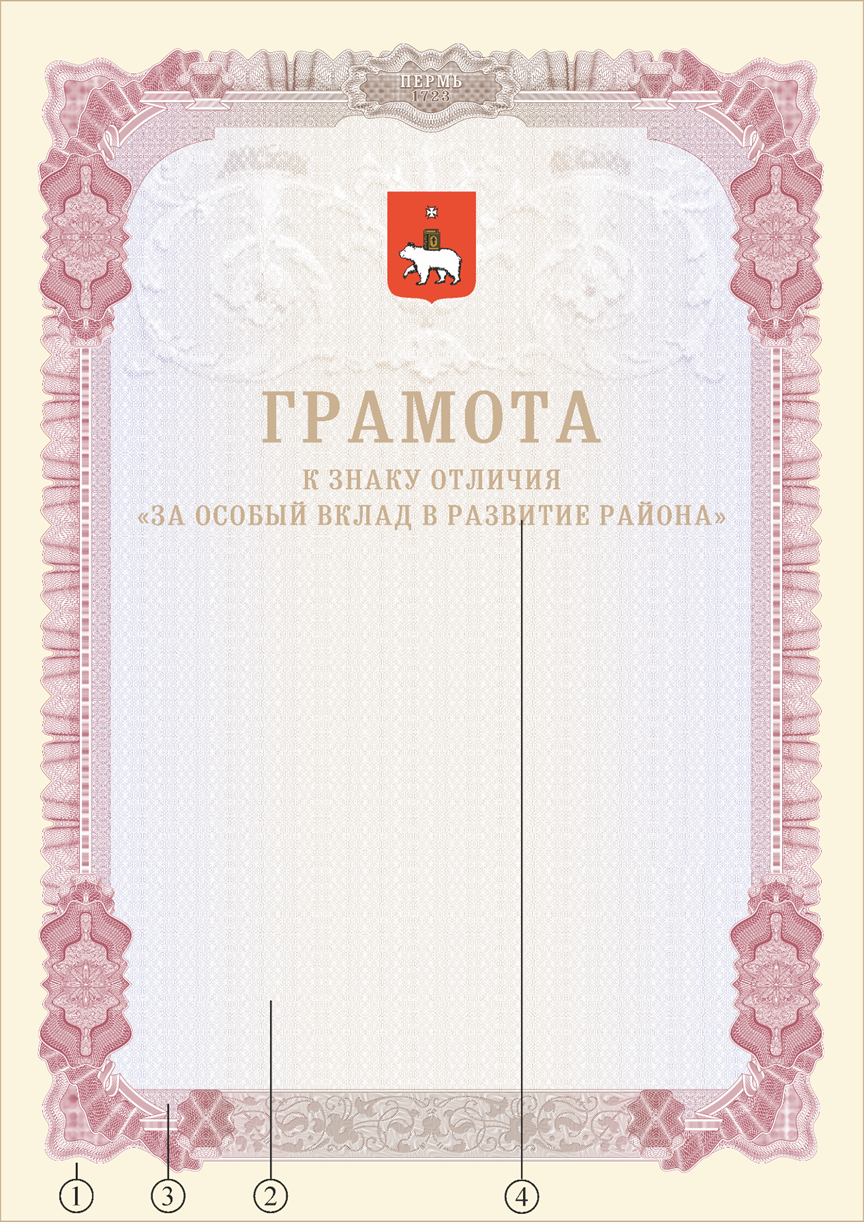 ПЕРМЬ
1723
ГРАМОТА
К ЗНАКУ ОТЛИЧИЯ
«ЗА ОСОБЫЙ ВКЛАД В РАЗВИТИЕ РАЙОНА»
1 3 2 4